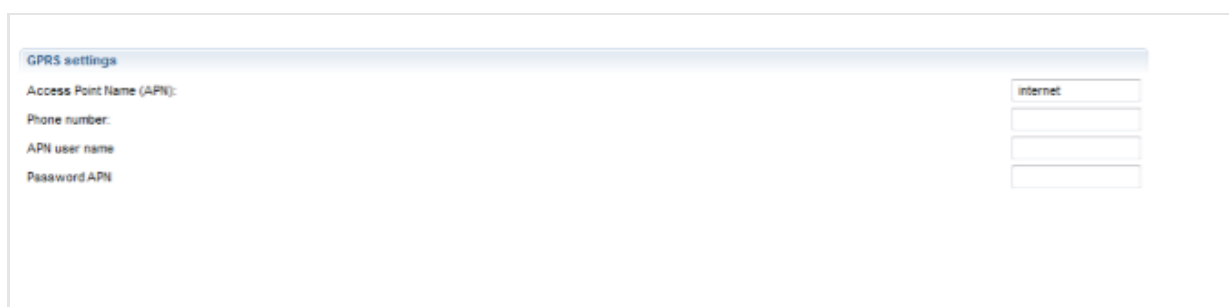 GPRS settings
Access Point Name (APN): internet
Phone number:
APN user name
Password APN